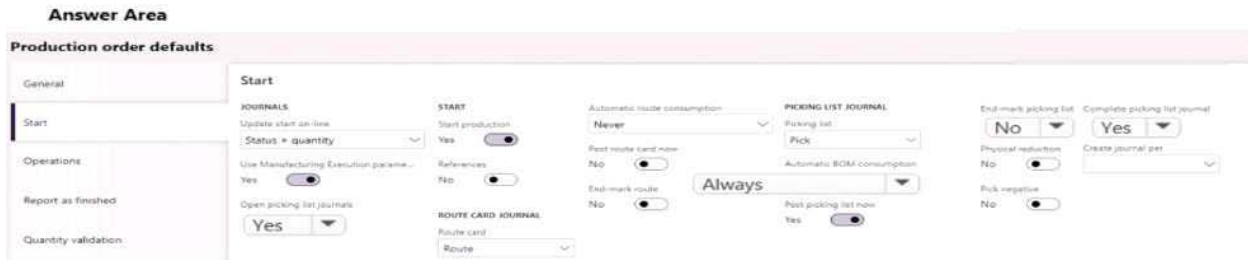 Answer Area
Production order defaults
General
Start
Operations
Report as finished
Quantity validation
Start
JOURNALS
Update start on-line
Status + quantity
Use Manufacturing Execution parame...
Yes
Open picking list journals
Yes
START
Start production
Yes
References
No
ROUTE CARD JOURNAL
Route card
Route
Automatic route consumption
Never
Post route card now
No
End-mark route
No
PICKING LIST JOURNAL
Picking list
Pick
Automatic BOM consumption
Always
Post picking list now
Yes
End-mark picking list
No
Physical reduction
No
Pick negative
No
Complete picking list journal
Yes
Create journal per